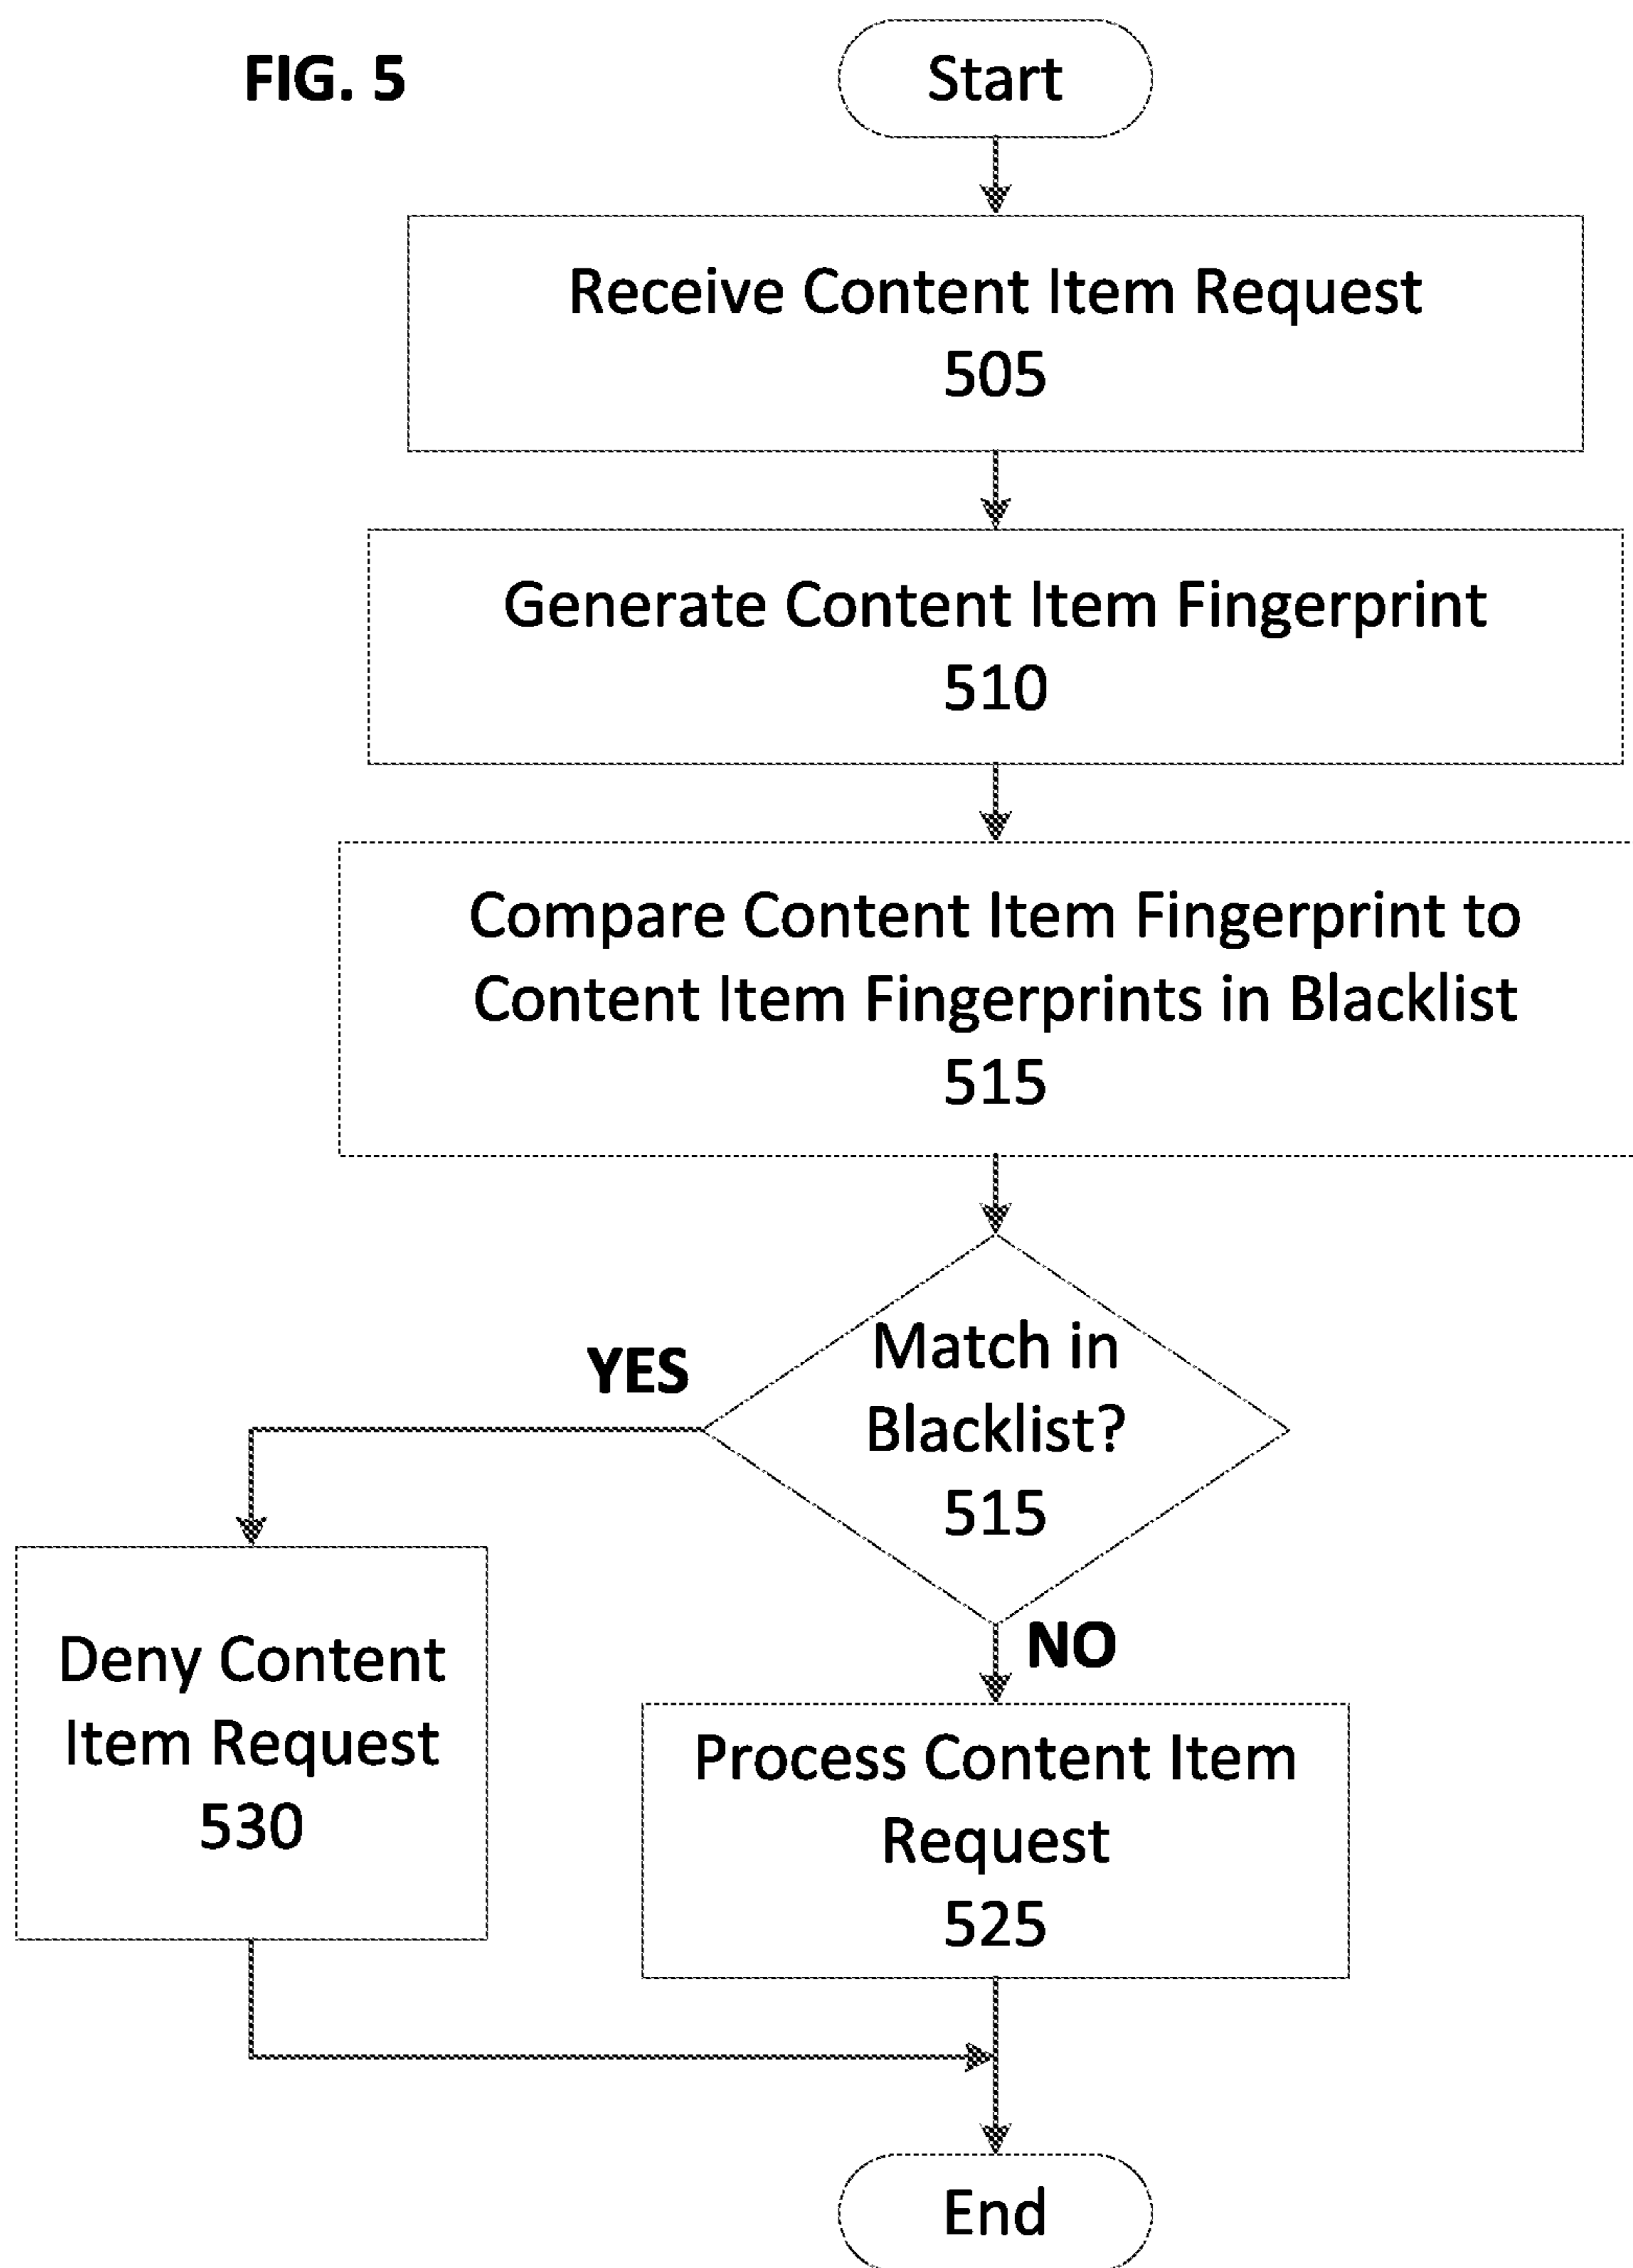 FIG. 5
Start
Receive Content Item Request
505
Generate Content Item Fingerprint
510
Compare Content Item Fingerprint to
Content Item Fingerprints in Blacklist
515
Match in
Blacklist?
515
YES
NO
Deny Content
Item Request
530
Process Content Item
Request
525
End